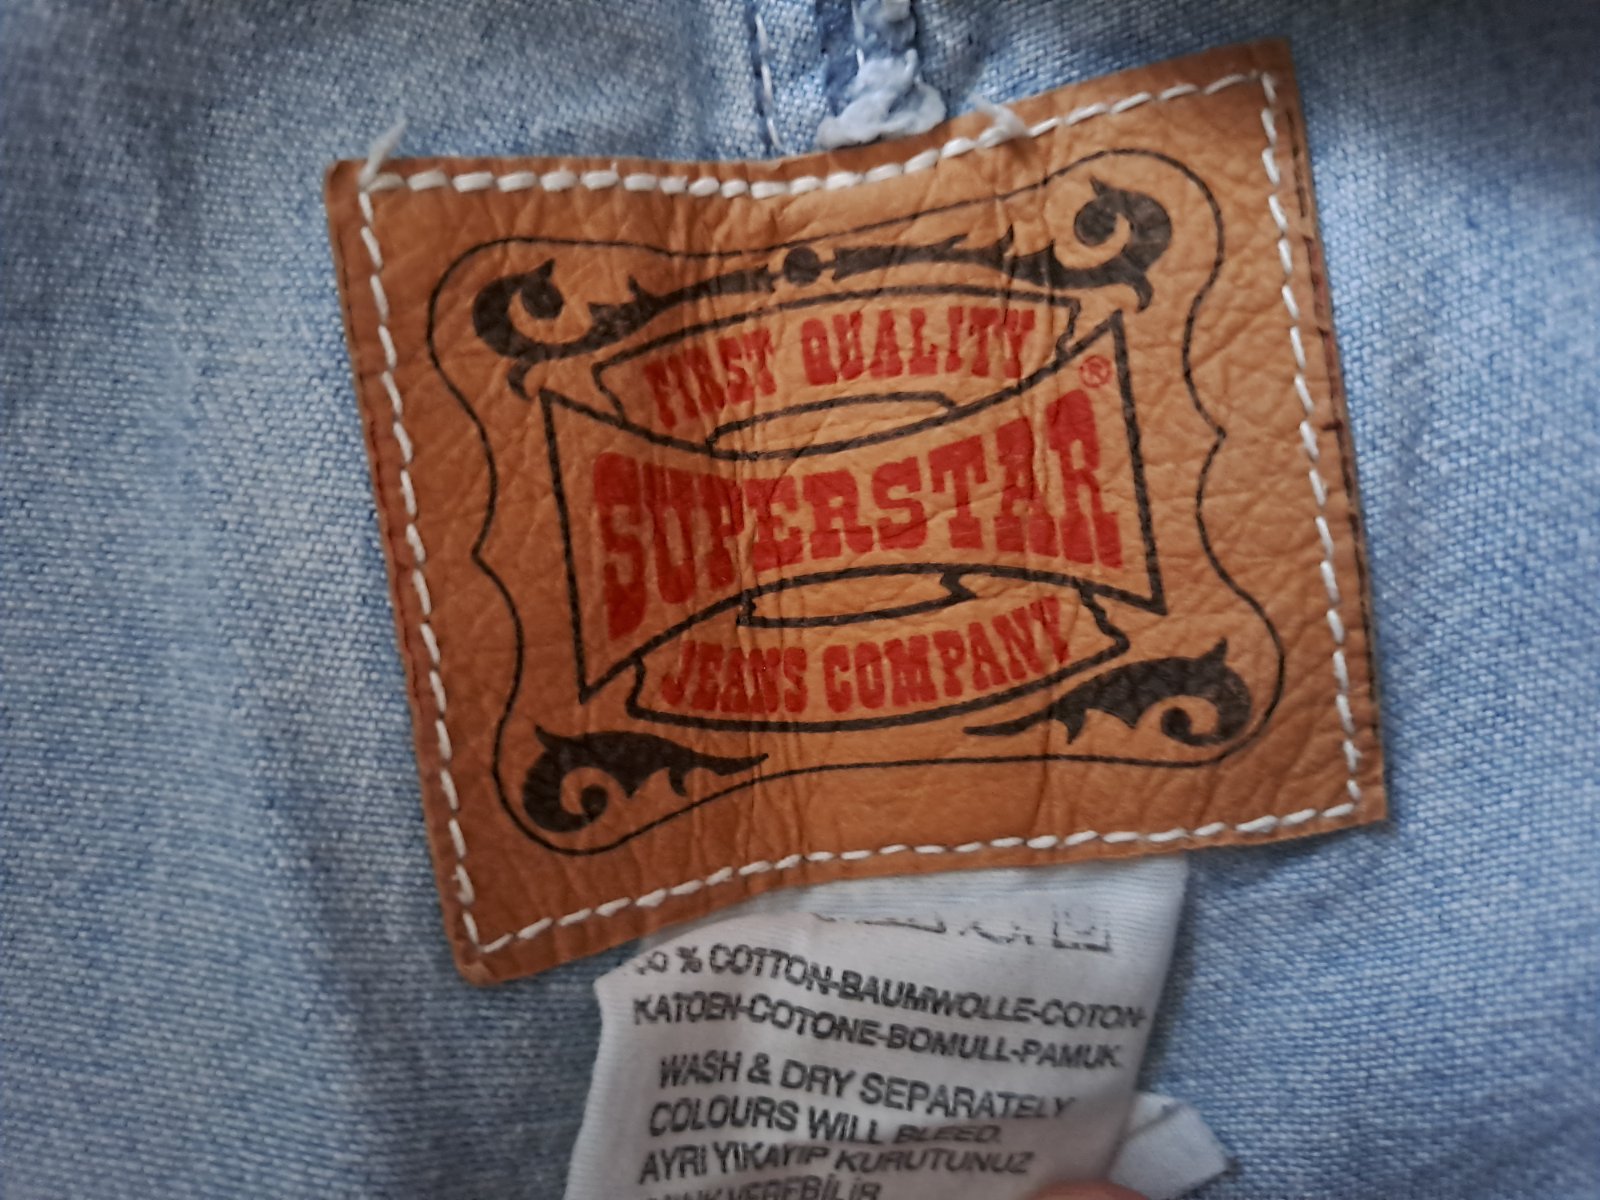 FIRST QUALITY
SUPERSTAR®
JEANS COMPANY
% COTTON-BAUMWOLLE-COTON-
KATOEN-COTONE-BOMULL-PAMUK
WASH & DRY SEPARATELY
COLOURS WILL BLEED.
AYRI YIKAYIP KURUTUNUZ